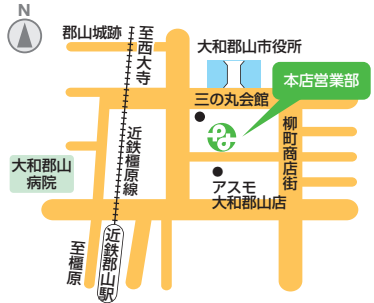 N
郡山城跡
至西大寺
大和郡山市役所
本店営業部
三の丸会館
近鉄橿原線
柳町商店街
大和郡山
病院
アスモ
大和郡山店
至橿原
近鉄郡山駅